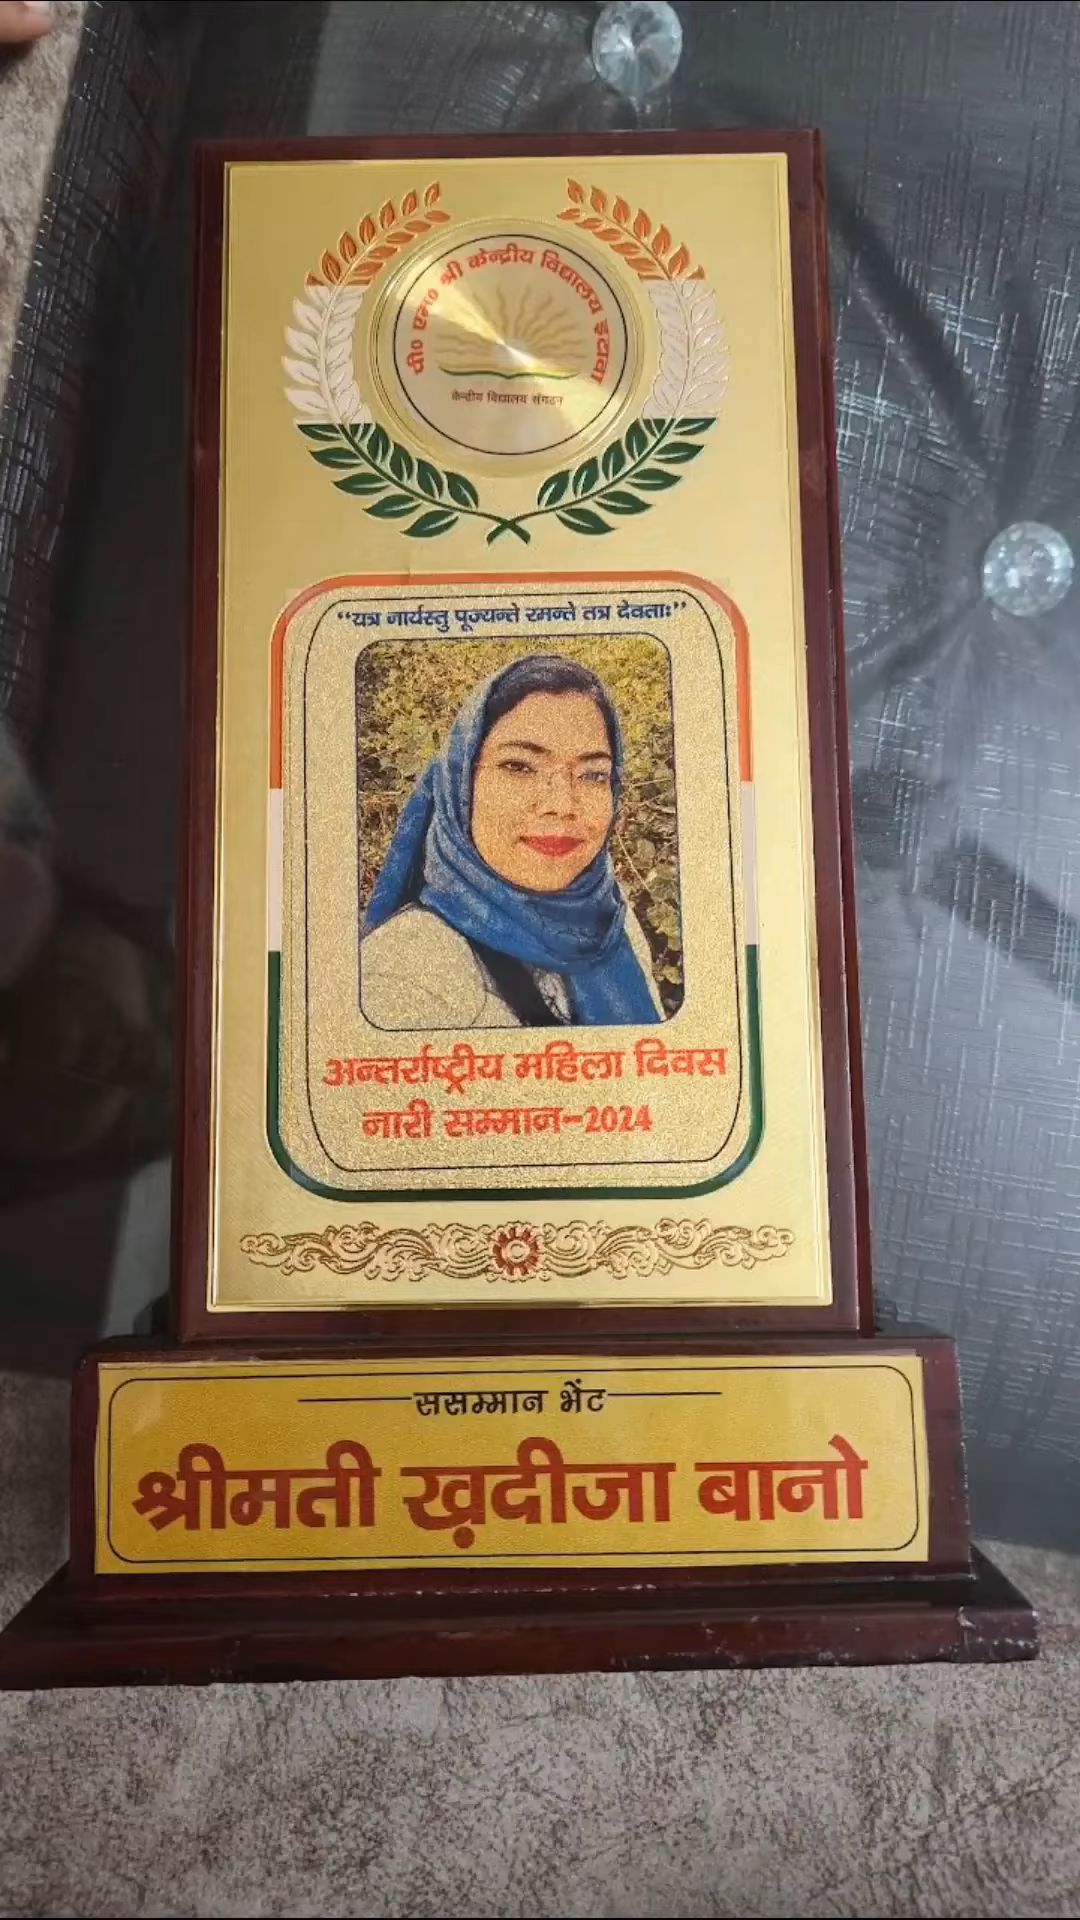 पी० एम० श्री केन्द्रीय विद्यालय इटावा
केन्द्रीय विद्यालय संगठन
“यत्र नार्यस्तु पूज्यन्ते रमन्ते तत्र देवताः”
अन्तर्राष्ट्रीय महिला दिवस
नारी सम्मान-2024
ससम्मान भेंट
श्रीमती ख़दीजा बानो